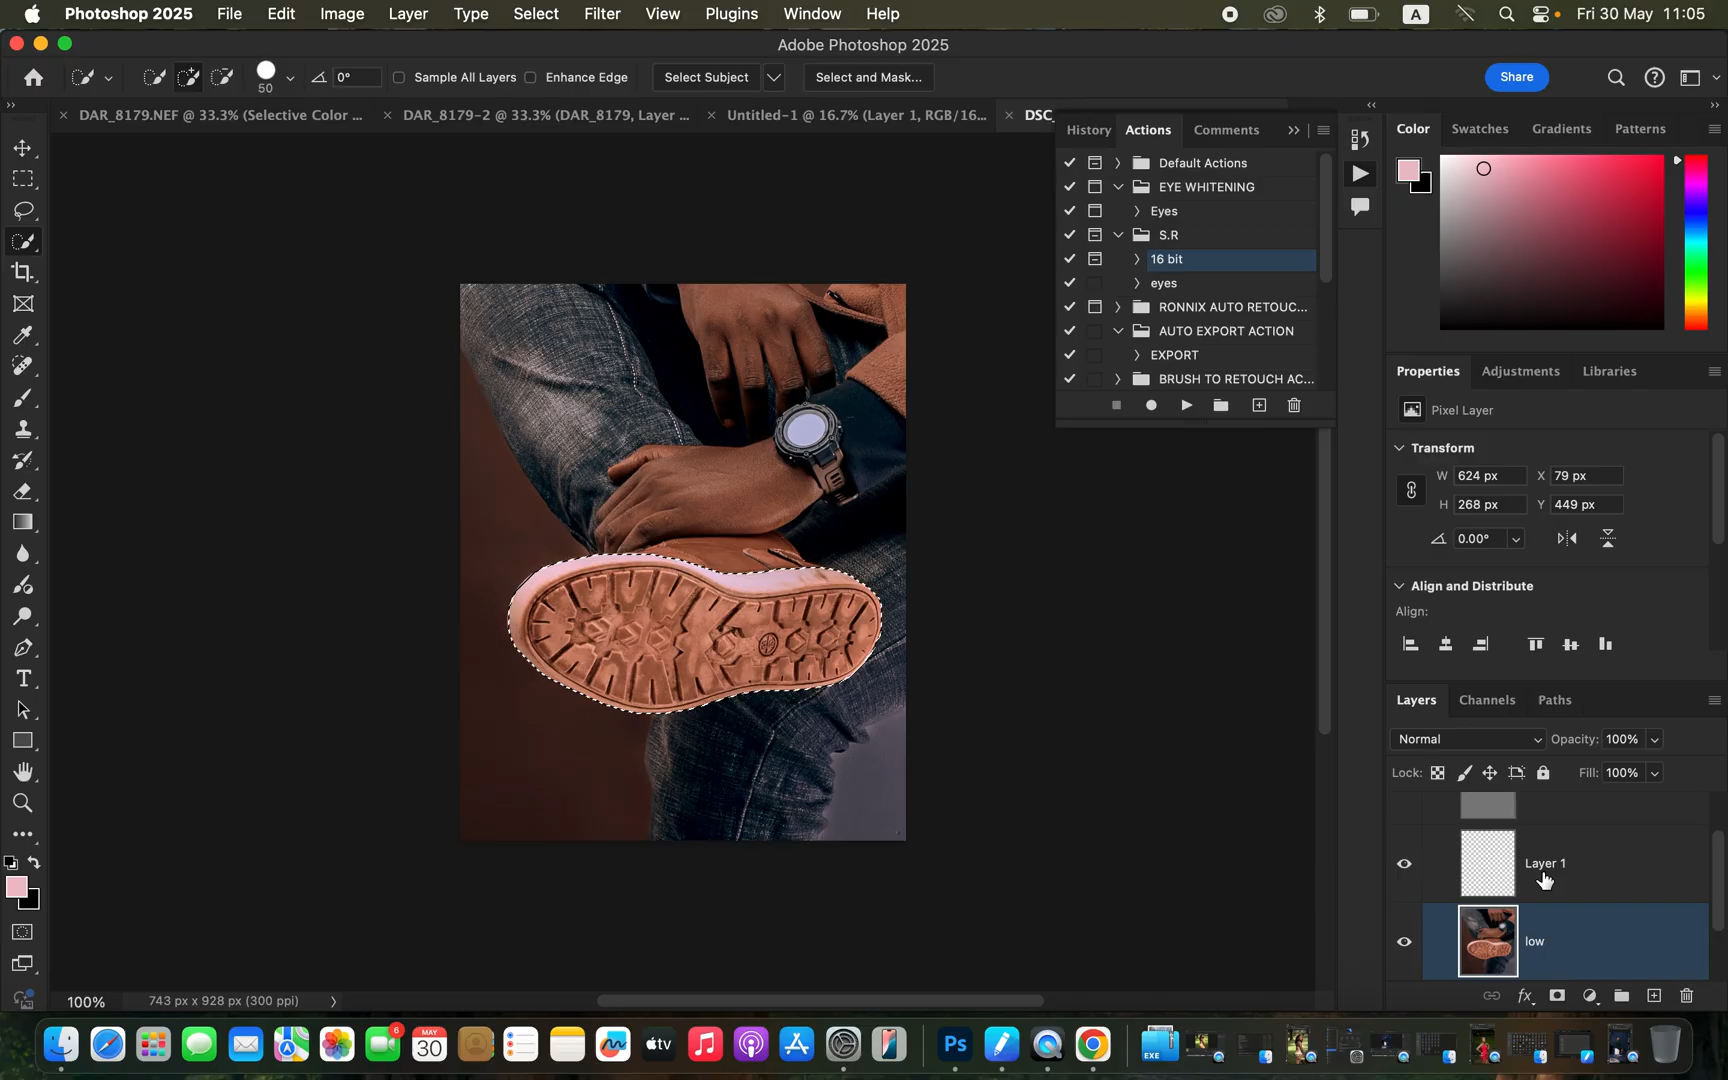 Photoshop 2025 File Edit Image Layer Type Select Filter View Plugins Window Help A Fri 30 May 11:05
Adobe Photoshop 2025
50 0° Sample All Layers Enhance Edge Select Subject Select and Mask... Share
DAR_8179.NEF @ 33.3% (Selective Color ... DAR_8179-2 @ 33.3% (DAR_8179, Layer ... Untitled-1 @ 16.7% (Layer 1, RGB/16... DSC_
History Actions Comments
Default Actions
EYE WHITENING
Eyes
S.R
16 bit
eyes
RONNIX AUTO RETOUC...
AUTO EXPORT ACTION
EXPORT
BRUSH TO RETOUCH AC...
Color Swatches Gradients Patterns
Properties Adjustments Libraries
Pixel Layer
Transform
W 624 px X 79 px
H 268 px Y 449 px
0.00°
Align and Distribute
Align:
Layers Channels Paths
Normal Opacity: 100%
Lock: Fill: 100%
Layer 1
low
fx
100% 743 px x 928 px (300 ppi)
6
MAY
30
tv
Ps
EXE